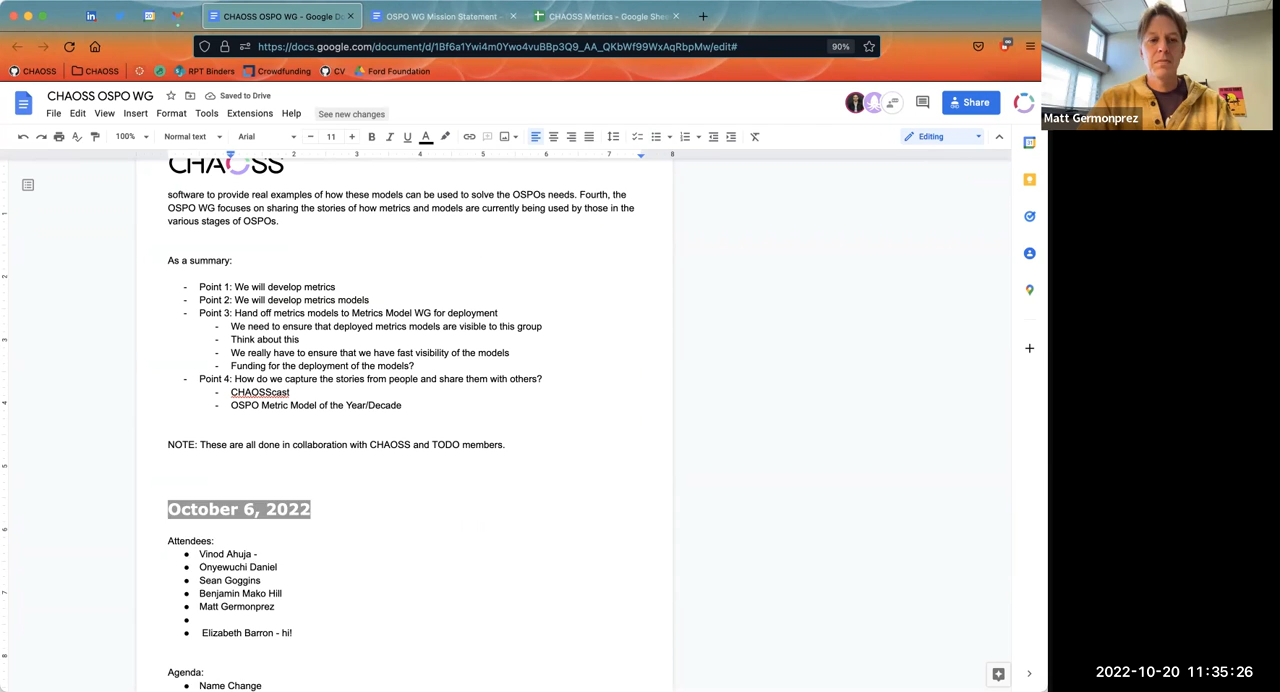 CHAOSS OSPO WG - Google Do
OSPO WG Mission Statement -
CHAOSS Metrics - Google Shee
https://docs.google.com/document/d/1Bf6a1Ywi4m0Ywo4vuBBp3Q9_AA_QKbWf99WxAqRbpMw/edit#
90%
CHAOSS
CHAOSS
RPT Binders
Crowdfunding
CV
Ford Foundation
Matt Germonprez
CHAOSS OSPO WG
Saved to Drive
File Edit View Insert Format Tools Extensions Help
See new changes
Share
100%
Normal text
Arial
11
Editing
2 3 4 5 6 7 8
CHAOSS
software to provide real examples of how these models can be used to solve the OSPOs needs. Fourth, the
OSPO WG focuses on sharing the stories of how metrics and models are currently being used by those in the
various stages of OSPOs.
As a summary:
- Point 1: We will develop metrics
- Point 2: We will develop metrics models
- Point 3: Hand off metrics models to Metrics Model WG for deployment
- We need to ensure that deployed metrics models are visible to this group
- Think about this
- We really have to ensure that we have fast visibility of the models
- Funding for the deployment of the models?
- Point 4: How do we capture the stories from people and share them with others?
- CHAOSScast
- OSPO Metric Model of the Year/Decade
NOTE: These are all done in collaboration with CHAOSS and TODO members.
October 6, 2022
Attendees:
● Vinod Ahuja -
● Onyewuchi Daniel
● Sean Goggins
● Benjamin Mako Hill
● Matt Germonprez
●
● Elizabeth Barron - hi!
Agenda:
● Name Change
2022-10-20 11:35:26